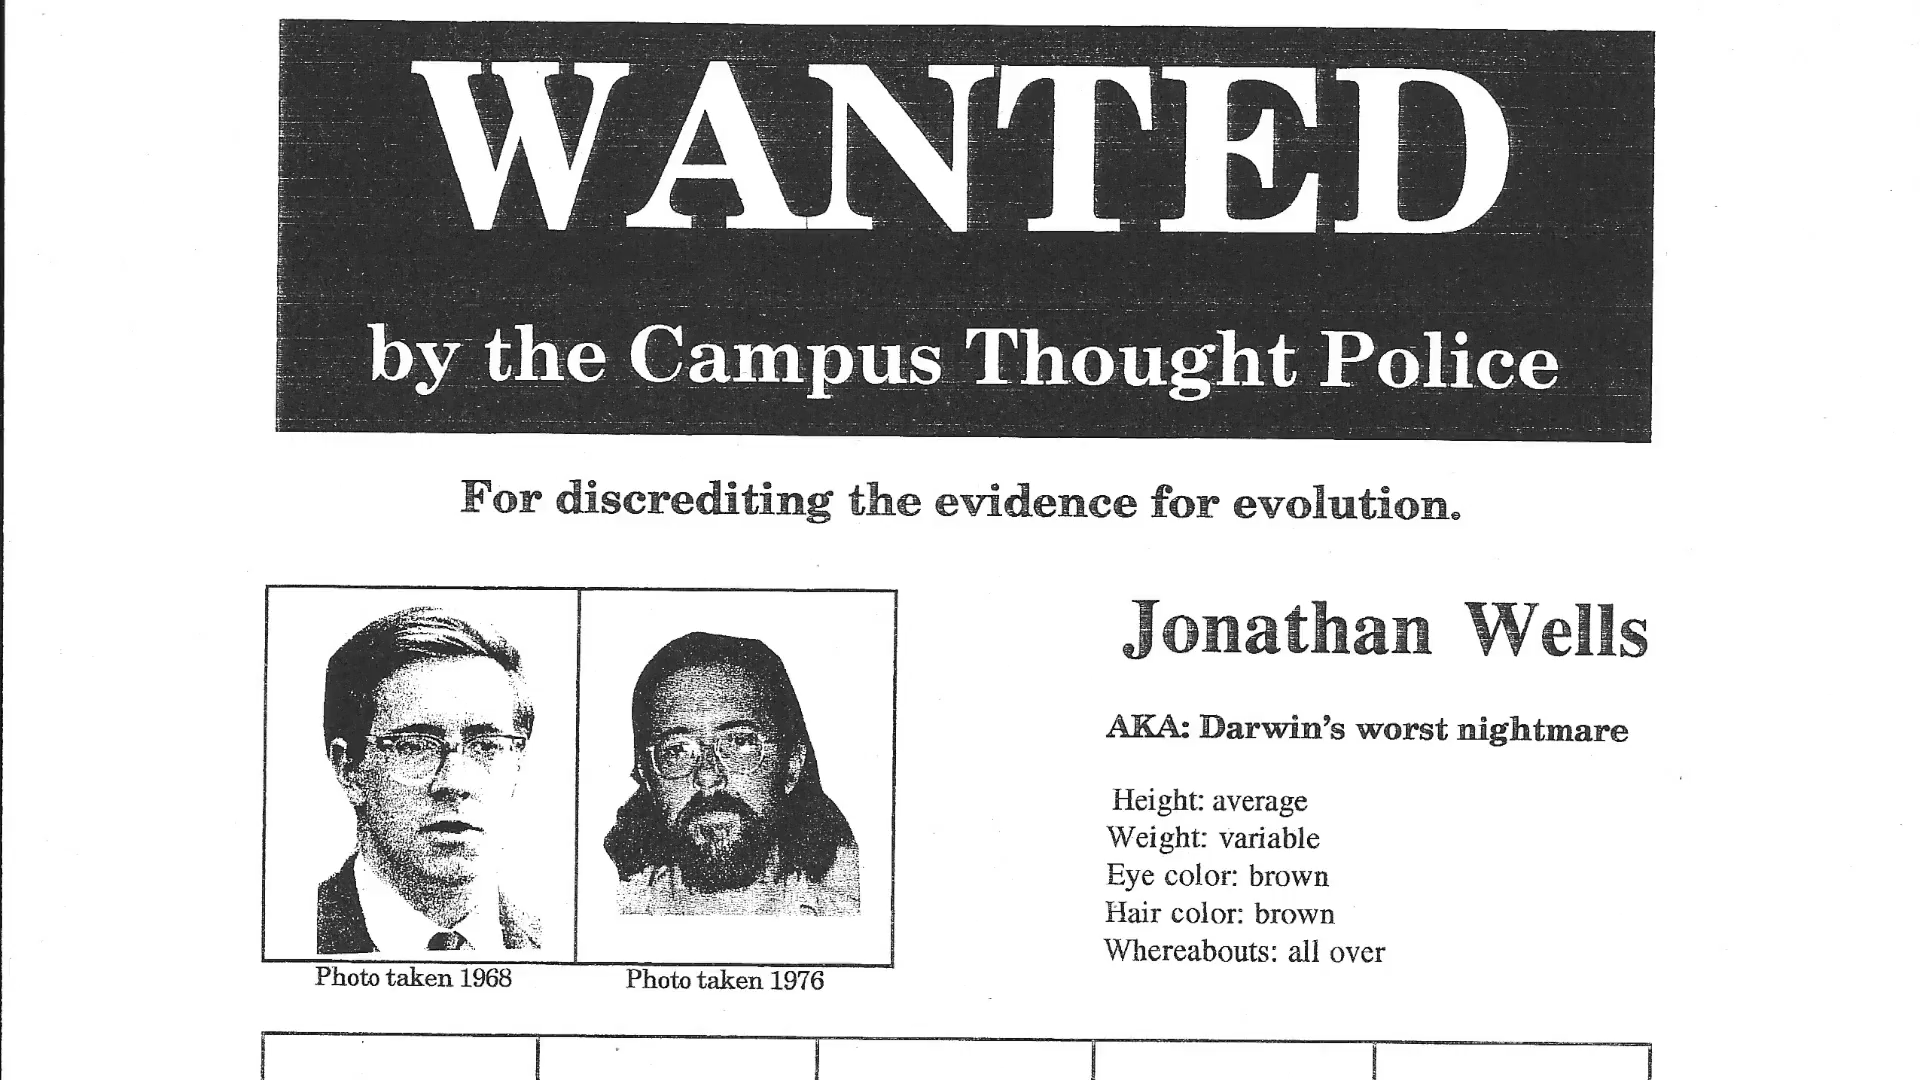 WANTED
by the Campus Thought Police
For discrediting the evidence for evolution.
Jonathan Wells
AKA: Darwin's worst nightmare
Height: average
Weight: variable
Eye color: brown
Hair color: brown
Whereabouts: all over
Photo taken 1968
Photo taken 1976